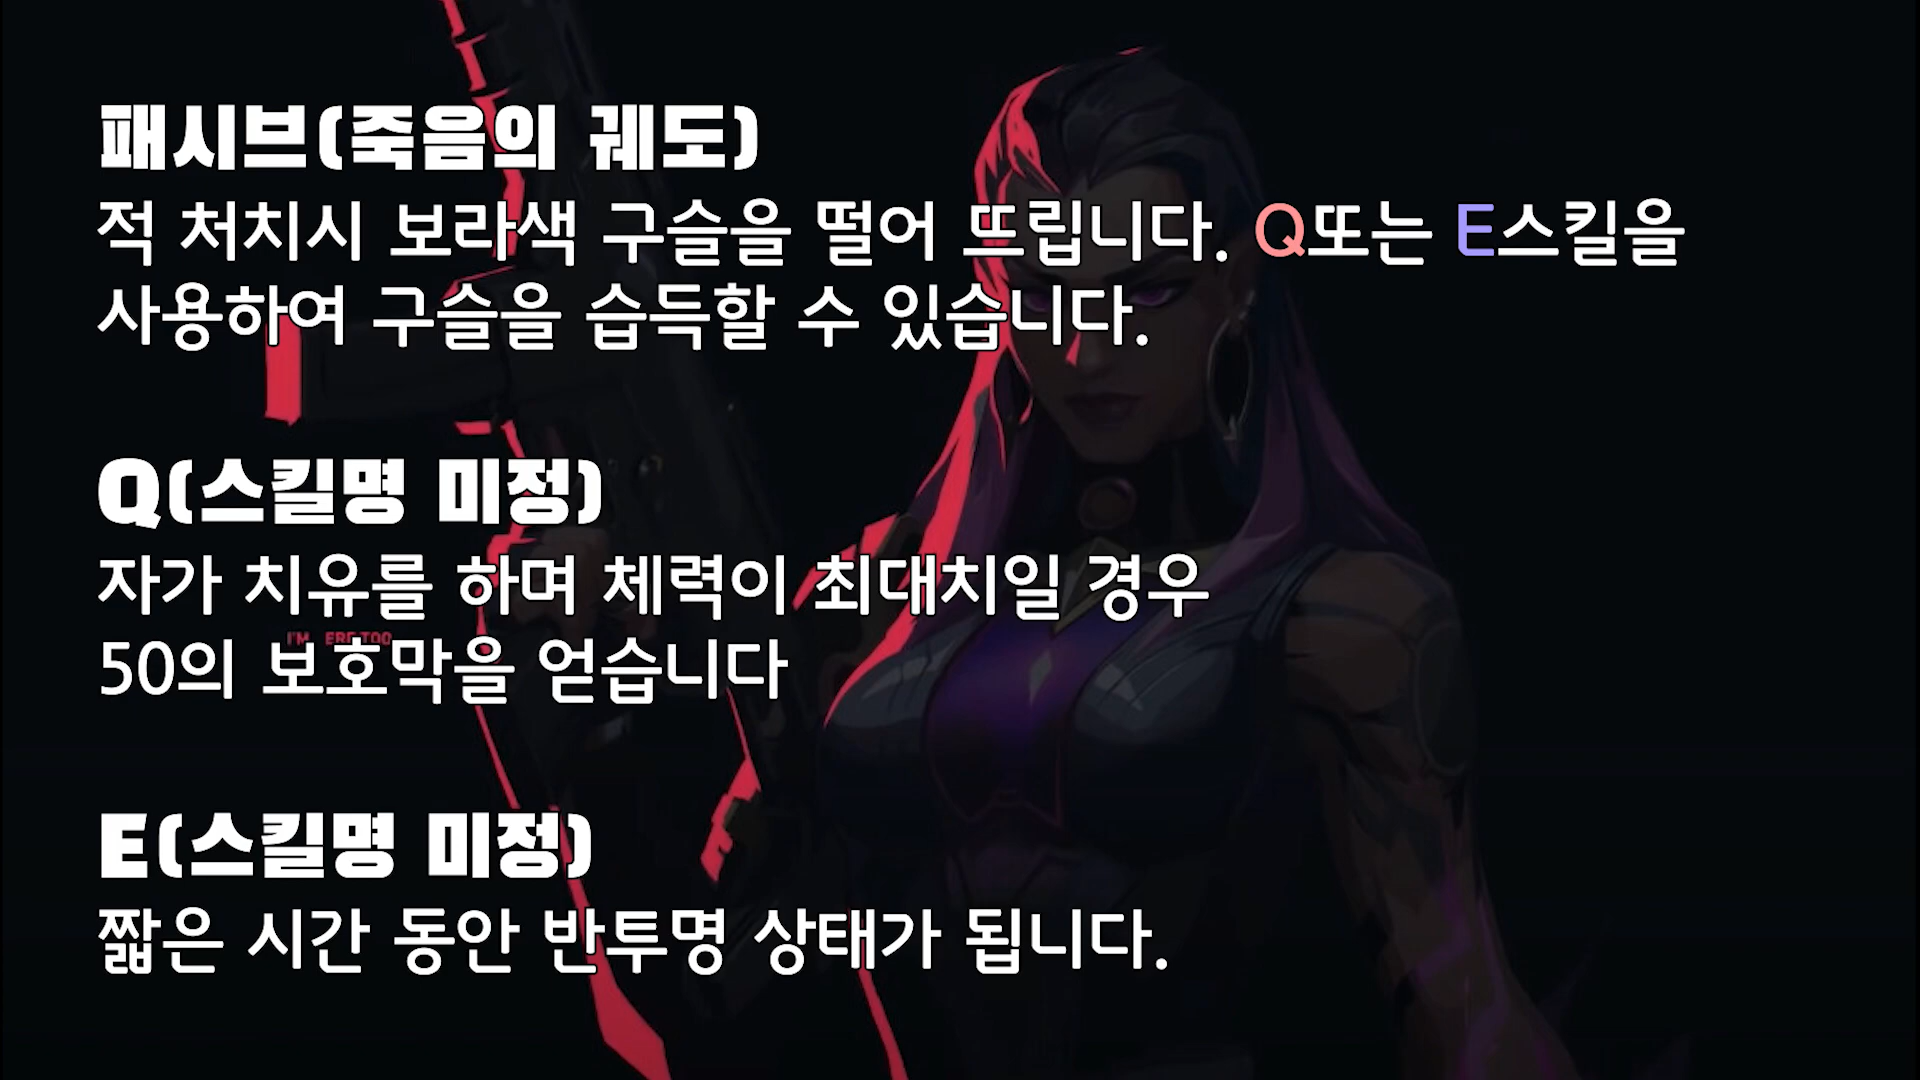 패시브(죽음의 궤도)
적 처치시 보라색 구슬을 떨어 뜨립니다. Q또는 E스킬을
사용하여 구슬을 습득할 수 있습니다.
Q(스킬명 미정)
자가 치유를 하며 체력이 최대치일 경우
I'M ERE TOO
50의 보호막을 얻습니다
E(스킬명 미정)
짧은 시간 동안 반투명 상태가 됩니다.